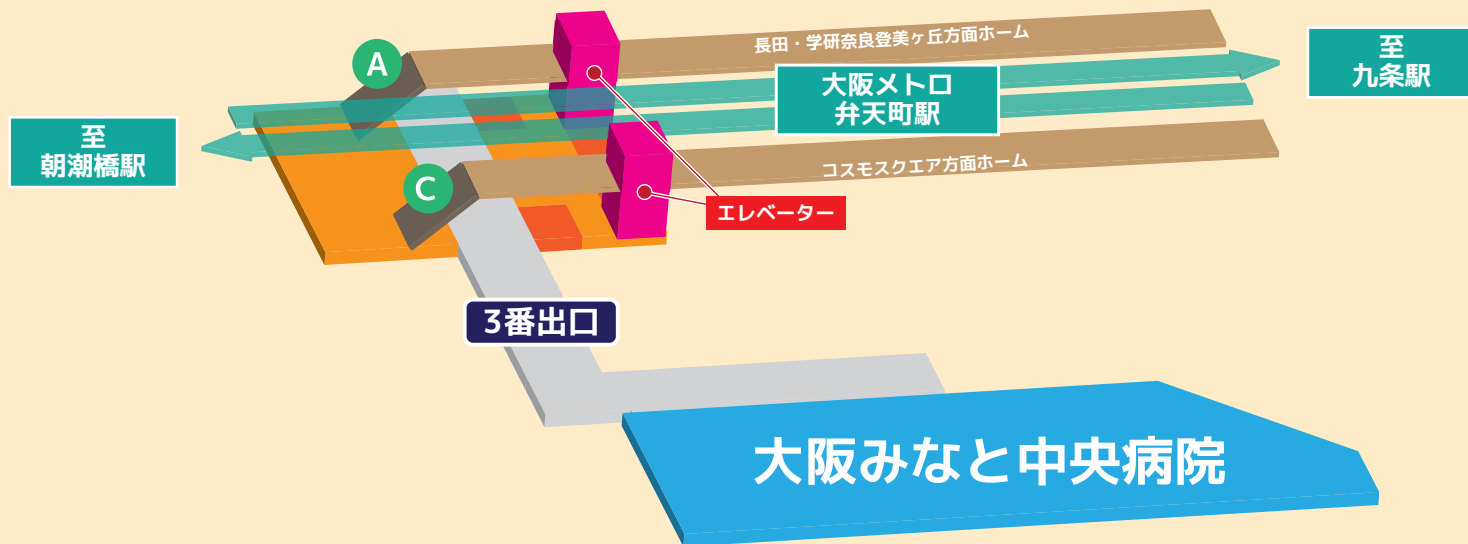 A
長田・学研奈良登美ヶ丘方面ホーム
至
九条駅
大阪メトロ
弁天町駅
至
朝潮橋駅
C
コスモスクエア方面ホーム
エレベーター
3番出口
大阪みなと中央病院